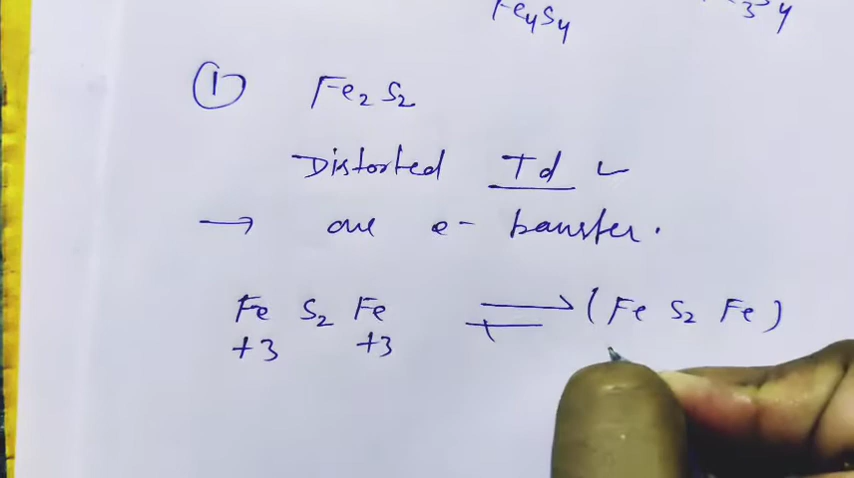 Fe4S4
① Fe2S2
Distorted Td
→ one e- transfer.
Fe S2 Fe ⇌ (Fe S2 Fe)
+3 +3